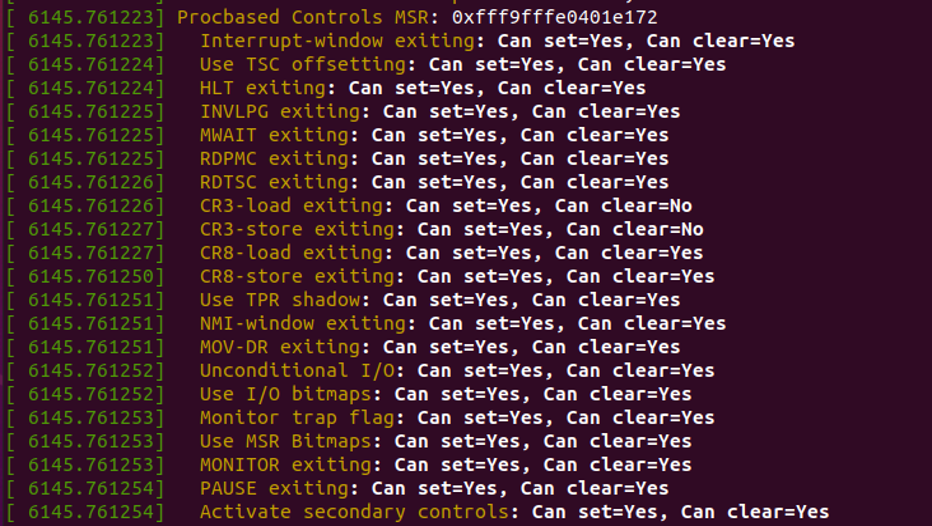 [ 6145.761223] Procbased Controls MSR: 0xfff9fffe0401e172
[ 6145.761223]   Interrupt-window exiting: Can set=Yes, Can clear=Yes
[ 6145.761224]   Use TSC offsetting: Can set=Yes, Can clear=Yes
[ 6145.761224]   HLT exiting: Can set=Yes, Can clear=Yes
[ 6145.761225]   INVLPG exiting: Can set=Yes, Can clear=Yes
[ 6145.761225]   MWAIT exiting: Can set=Yes, Can clear=Yes
[ 6145.761225]   RDPMC exiting: Can set=Yes, Can clear=Yes
[ 6145.761226]   RDTSC exiting: Can set=Yes, Can clear=Yes
[ 6145.761226]   CR3-load exiting: Can set=Yes, Can clear=No
[ 6145.761227]   CR3-store exiting: Can set=Yes, Can clear=No
[ 6145.761227]   CR8-load exiting: Can set=Yes, Can clear=Yes
[ 6145.761250]   CR8-store exiting: Can set=Yes, Can clear=Yes
[ 6145.761251]   Use TPR shadow: Can set=Yes, Can clear=Yes
[ 6145.761251]   NMI-window exiting: Can set=Yes, Can clear=Yes
[ 6145.761251]   MOV-DR exiting: Can set=Yes, Can clear=Yes
[ 6145.761252]   Unconditional I/O: Can set=Yes, Can clear=Yes
[ 6145.761252]   Use I/O bitmaps: Can set=Yes, Can clear=Yes
[ 6145.761253]   Monitor trap flag: Can set=Yes, Can clear=Yes
[ 6145.761253]   Use MSR Bitmaps: Can set=Yes, Can clear=Yes
[ 6145.761253]   MONITOR exiting: Can set=Yes, Can clear=Yes
[ 6145.761254]   PAUSE exiting: Can set=Yes, Can clear=Yes
[ 6145.761254]   Activate secondary controls: Can set=Yes, Can clear=Yes